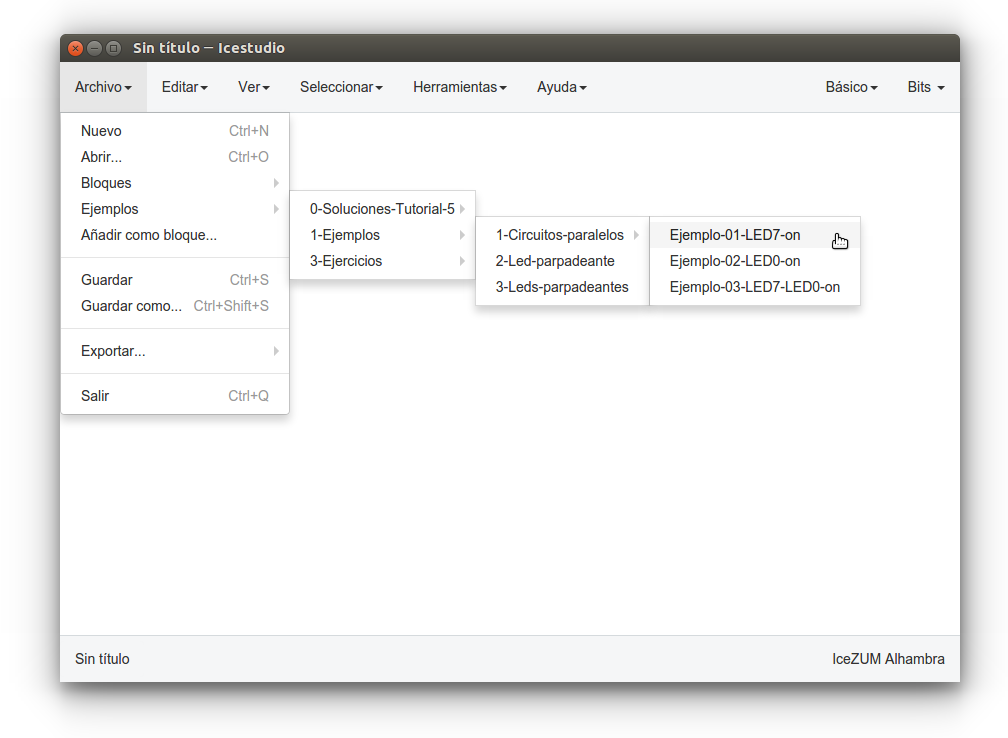 Sin título – Icestudio
Archivo Editar Ver Seleccionar Herramientas Ayuda Básico Bits
Nuevo Ctrl+N
Abrir... Ctrl+O
Bloques
Ejemplos
Añadir como bloque...
Guardar Ctrl+S
Guardar como... Ctrl+Shift+S
Exportar...
Salir Ctrl+Q
0-Soluciones-Tutorial-5
1-Ejemplos
3-Ejercicios
1-Circuitos-paralelos
2-Led-parpadeante
3-Leds-parpadeantes
Ejemplo-01-LED7-on
Ejemplo-02-LED0-on
Ejemplo-03-LED7-LED0-on
Sin título IceZUM Alhambra